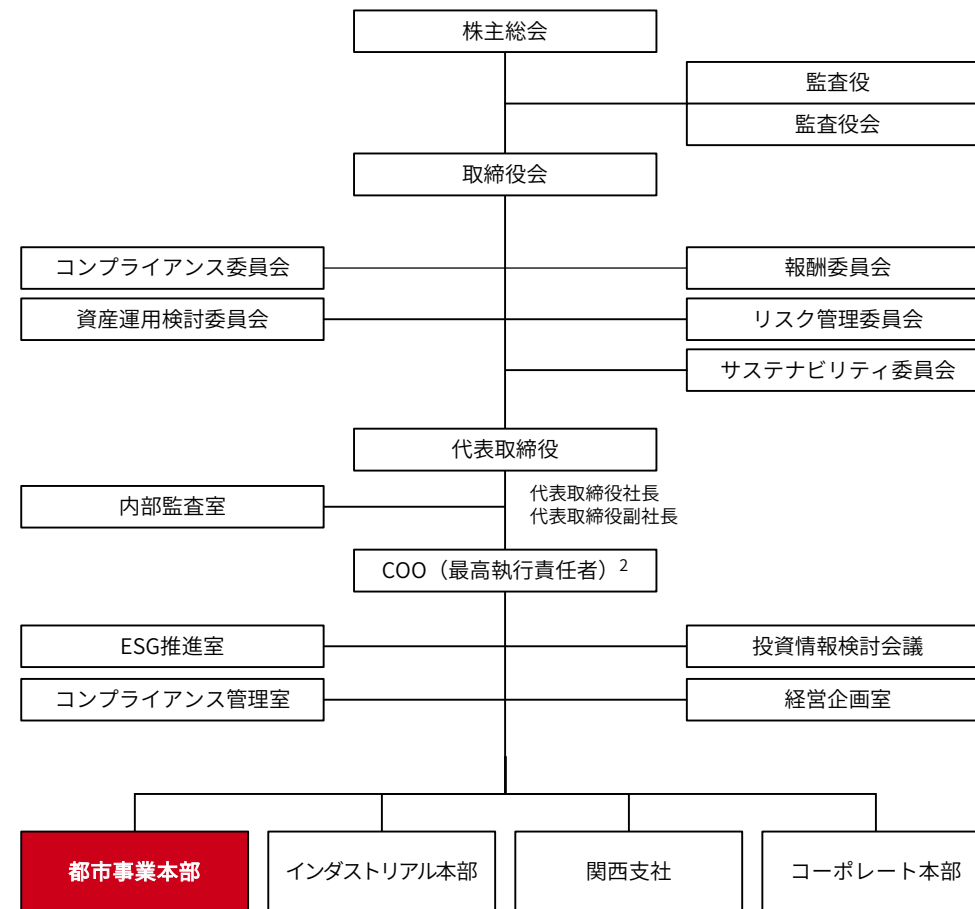 株主総会
監査役
監査役会
取締役会
コンプライアンス委員会
報酬委員会
資産運用検討委員会
リスク管理委員会
サステナビリティ委員会
代表取締役
内部監査室
代表取締役社長
代表取締役副社長
COO（最高執行責任者）2
ESG推進室
投資情報検討会議
コンプライアンス管理室
経営企画室
都市事業本部
インダストリアル本部
関西支社
コーポレート本部